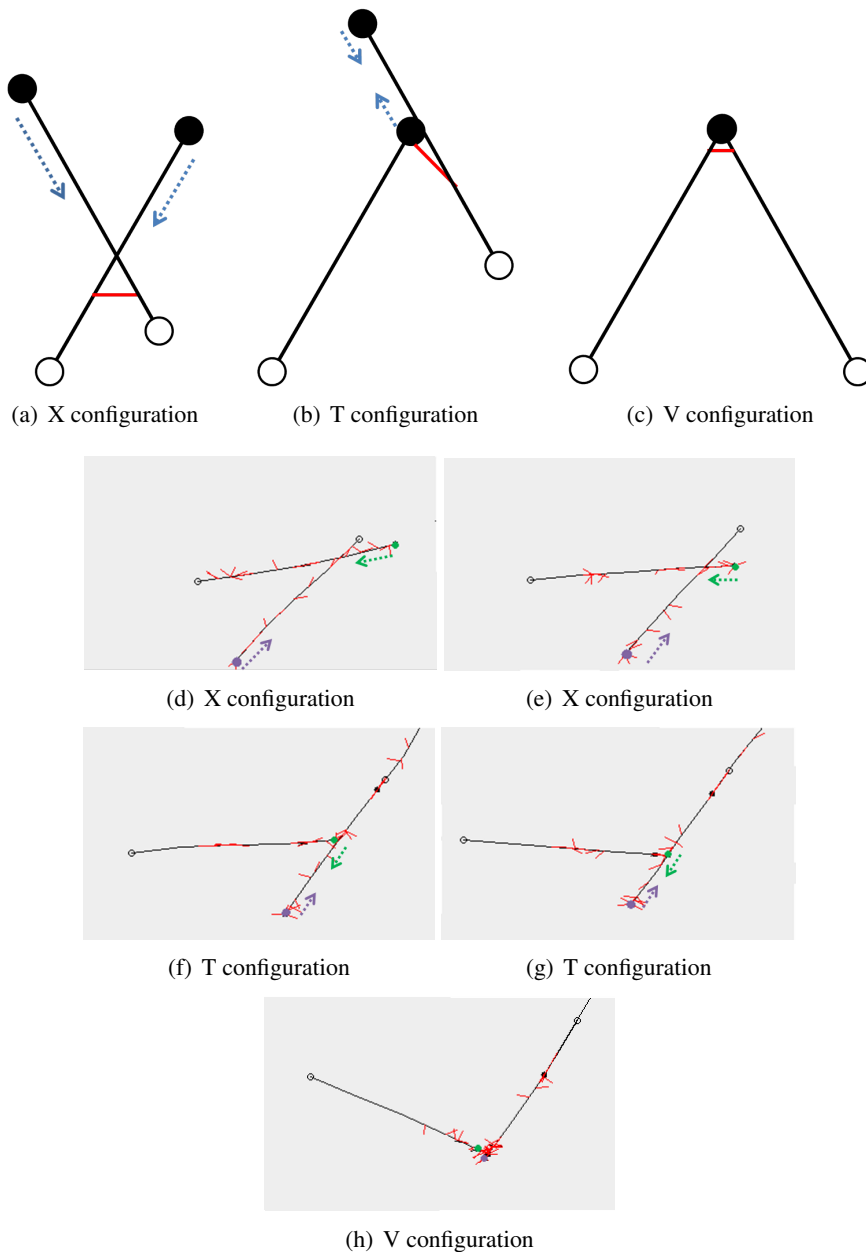 (a) X configuration
(b) T configuration
(c) V configuration
(d) X configuration
(e) X configuration
(f) T configuration
(g) T configuration
(h) V configuration